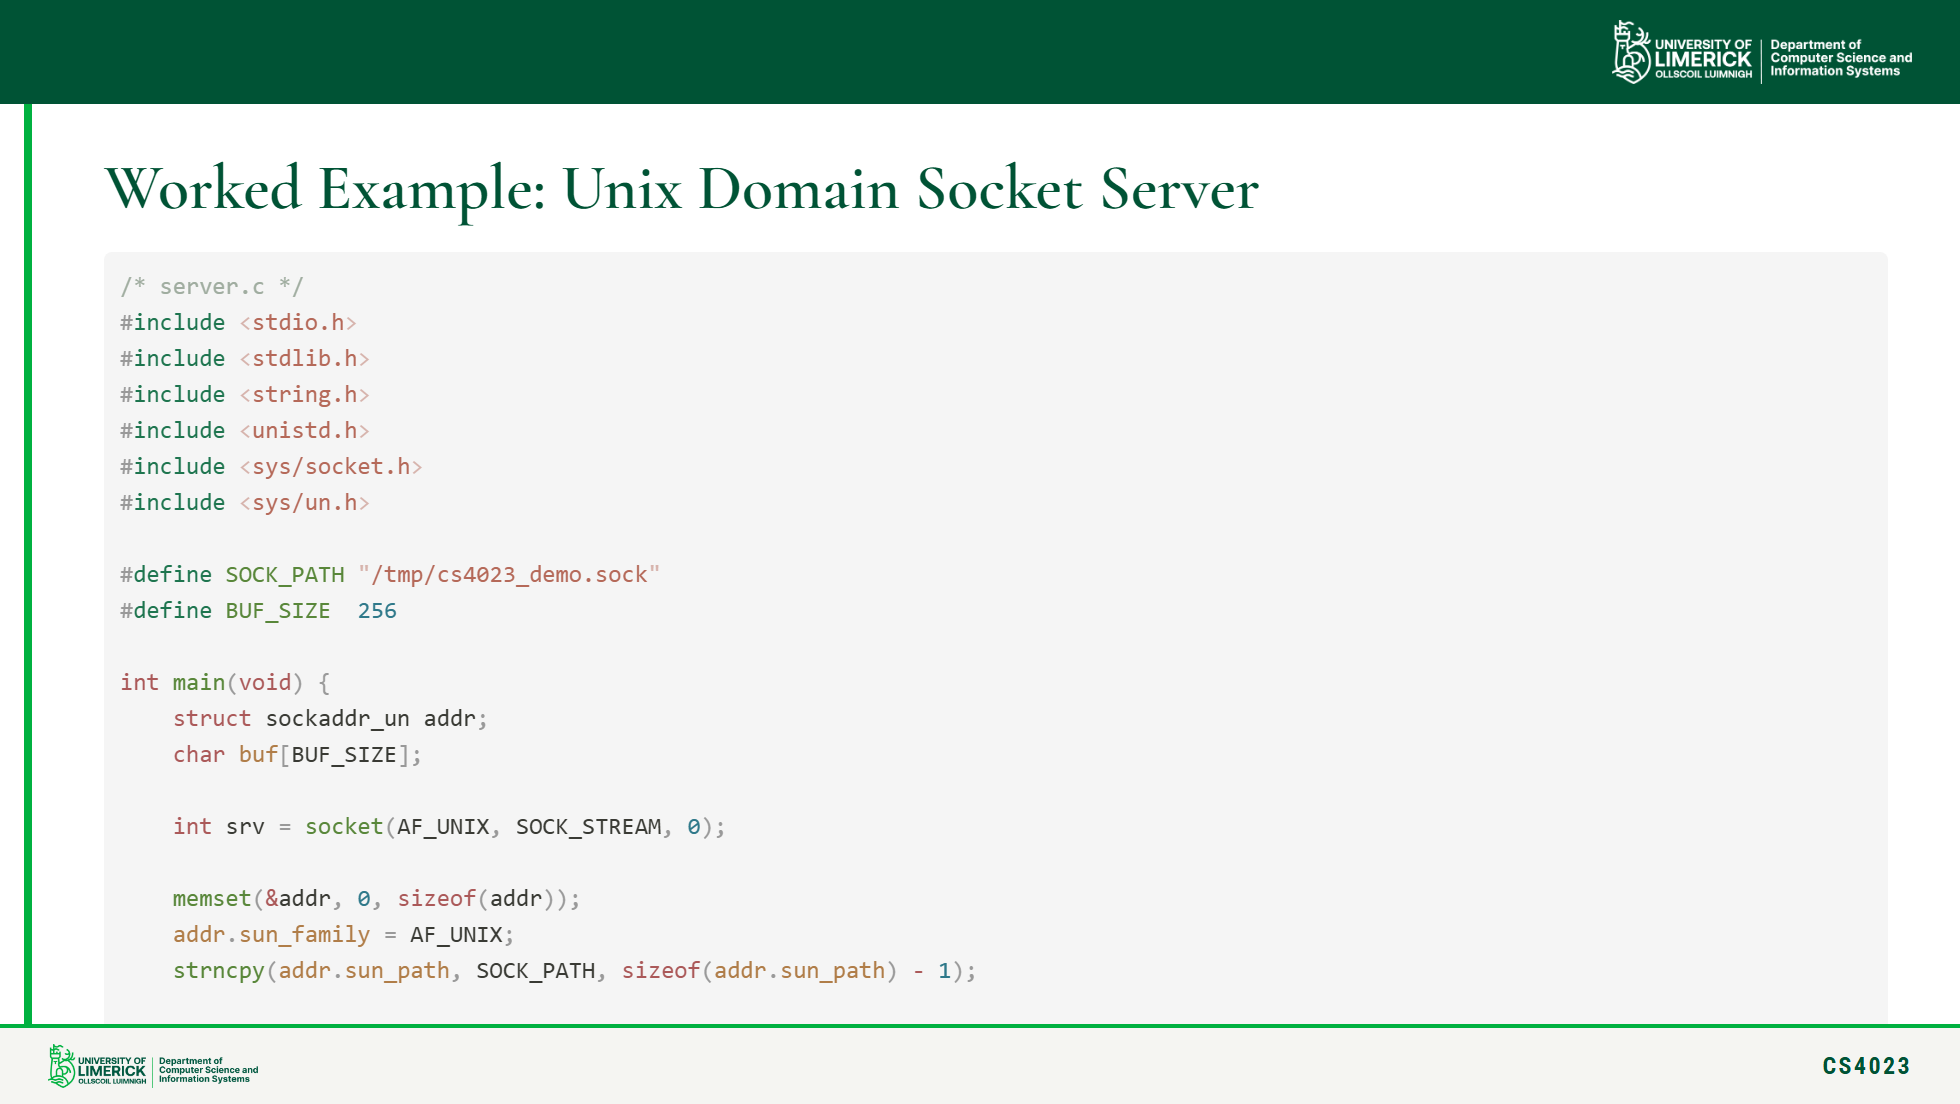 UNIVERSITY OF
LIMERICK
OLLSCOIL LUIMNIGH
Department of
Computer Science and
Information Systems
Worked Example: Unix Domain Socket Server
/* server.c */
#include <stdio.h>
#include <stdlib.h>
#include <string.h>
#include <unistd.h>
#include <sys/socket.h>
#include <sys/un.h>
#define SOCK_PATH "/tmp/cs4023_demo.sock"
#define BUF_SIZE  256
int main(void) {
    struct sockaddr_un addr;
    char buf[BUF_SIZE];
    int srv = socket(AF_UNIX, SOCK_STREAM, 0);
    memset(&addr, 0, sizeof(addr));
    addr.sun_family = AF_UNIX;
    strncpy(addr.sun_path, SOCK_PATH, sizeof(addr.sun_path) - 1);
UNIVERSITY OF
LIMERICK
OLLSCOIL LUIMNIGH
Department of
Computer Science and
Information Systems
CS4023